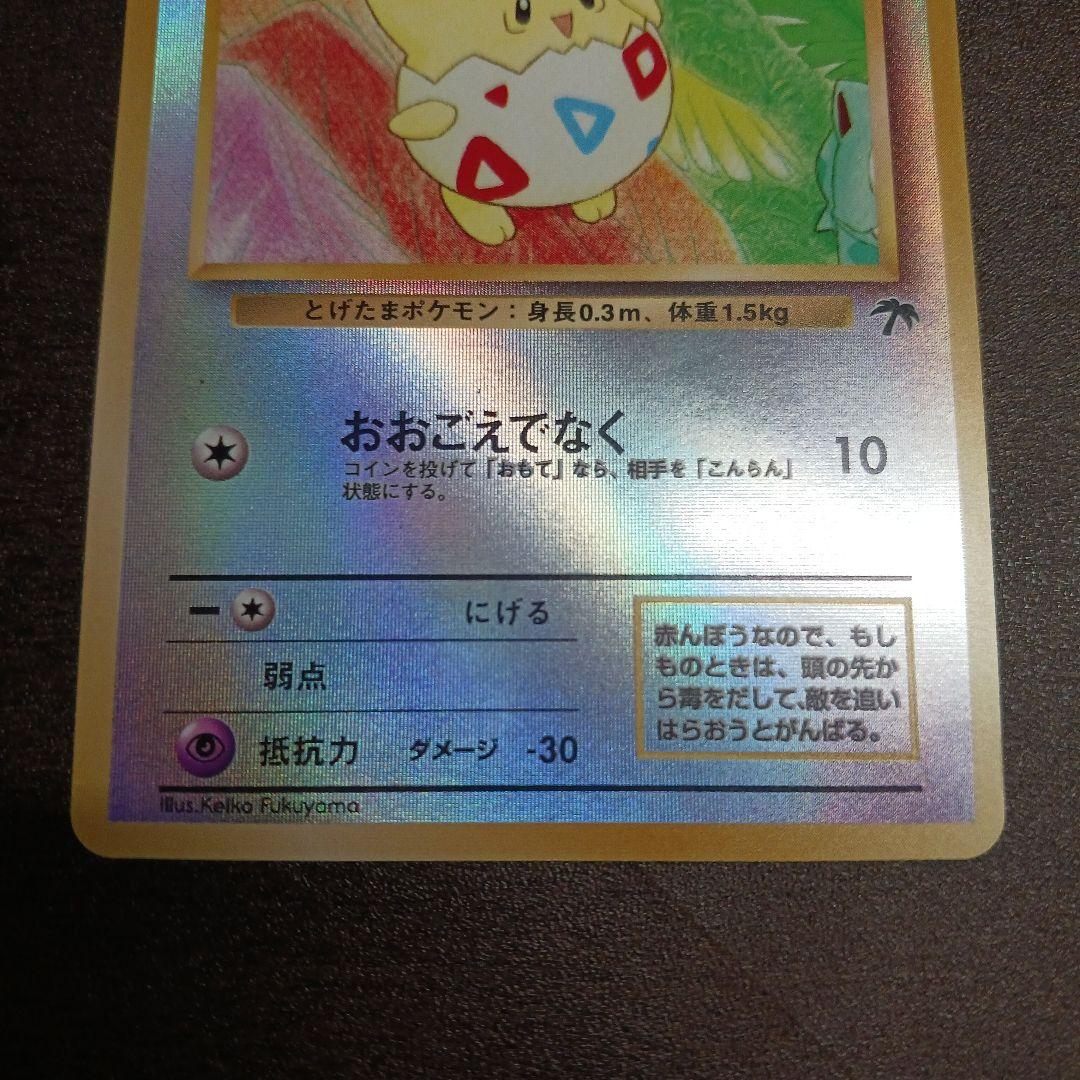 とげたまポケモン：身長0.3m、体重1.5kg
おおごえでなく 10
コインを投げて「おもて」なら、相手を「こんらん」
状態にする。
にげる
弱点
抵抗力 ダメージ -30
赤んぼうなので、もし
ものときは、頭の先か
ら毒をだして、敵を追い
はらおうとがんばる。
Illus.Keiko Fukuyama